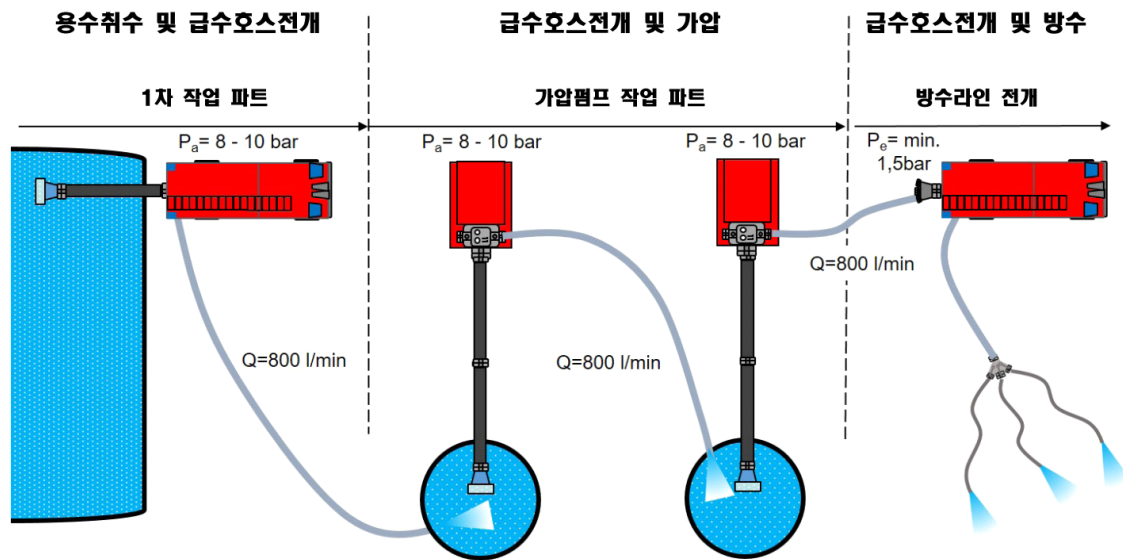 용수취수 및 급수호스전개
급수호스전개 및 가압
급수호스전개 및 방수
1차 작업 파트
가압펌프 작업 파트
방수라인 전개
Pa= 8 - 10 bar
Pa= 8 - 10 bar
Pa= 8 - 10 bar
Pe= min.
1,5bar
Q=800 l/min
Q=800 l/min
Q=800 l/min